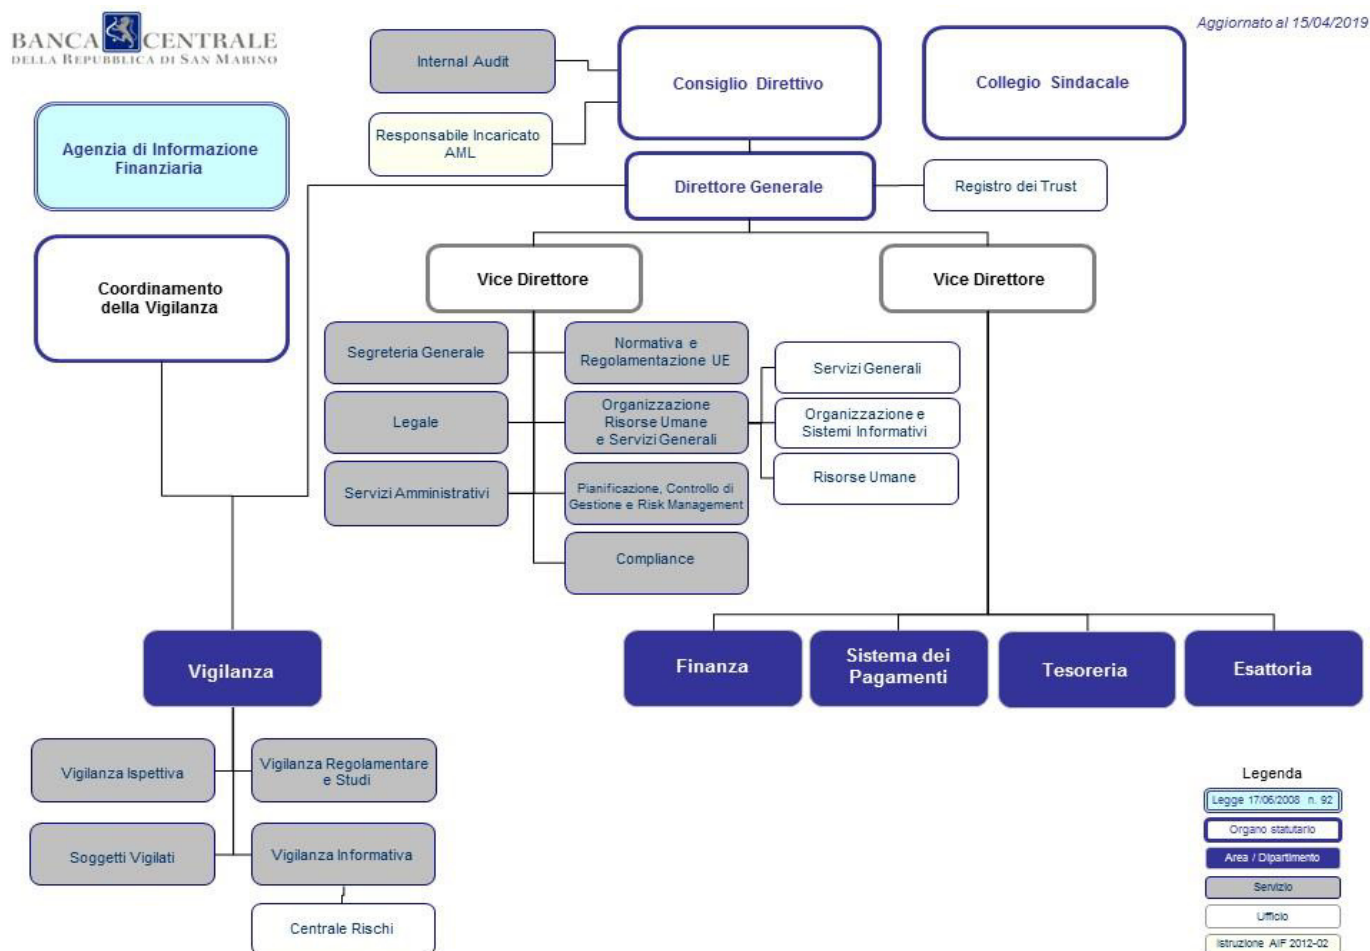 Aggiornato al 15/04/2019
BANCA CENTRALE
DELLA REPUBBLICA DI SAN MARINO
Internal Audit
Consiglio Direttivo
Collegio Sindacale
Agenzia di Informazione
Finanziaria
Responsabile Incaricato
AML
Direttore Generale
Registro dei Trust
Coordinamento
della Vigilanza
Vice Direttore
Vice Direttore
Segreteria Generale
Normativa e
Regolamentazione UE
Servizi Generali
Legale
Organizzazione
Risorse Umane
e Servizi Generali
Organizzazione e
Sistemi Informativi
Risorse Umane
Servizi Amministrativi
Pianificazione, Controllo di
Gestione e Risk Management
Compliance
Vigilanza
Finanza
Sistema dei
Pagamenti
Tesoreria
Esattoria
Vigilanza Ispettiva
Vigilanza Regolamentare
e Studi
Soggetti Vigilati
Vigilanza Informativa
Centrale Rischi
Legenda
Legge 17/06/2008 n. 92
Organo statutario
Area / Dipartimento
Servizio
Ufficio
Istruzione AIF 2012-02